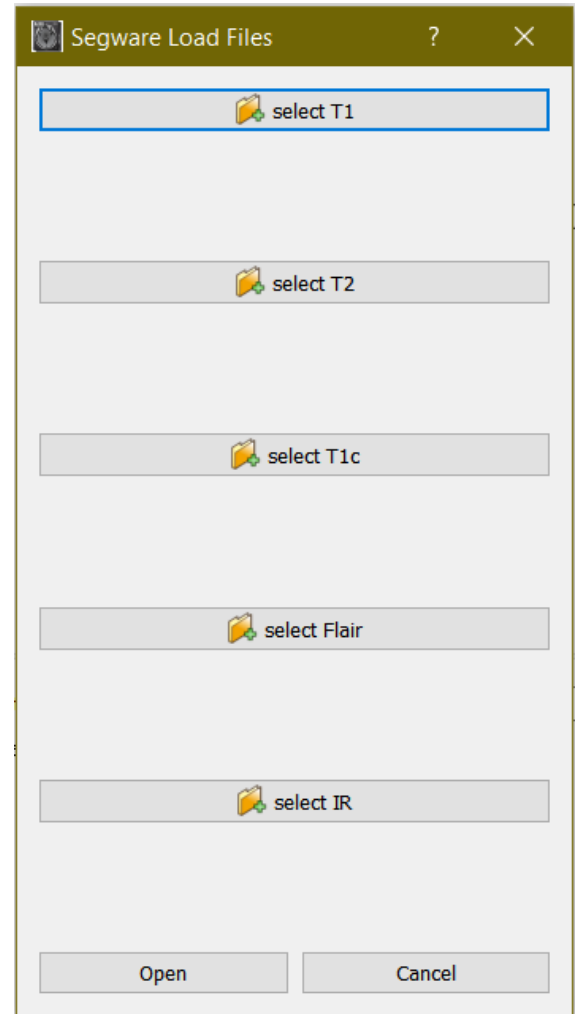 Segware Load Files ?
select T1
select T2
select T1c
select Flair
select IR
Open Cancel